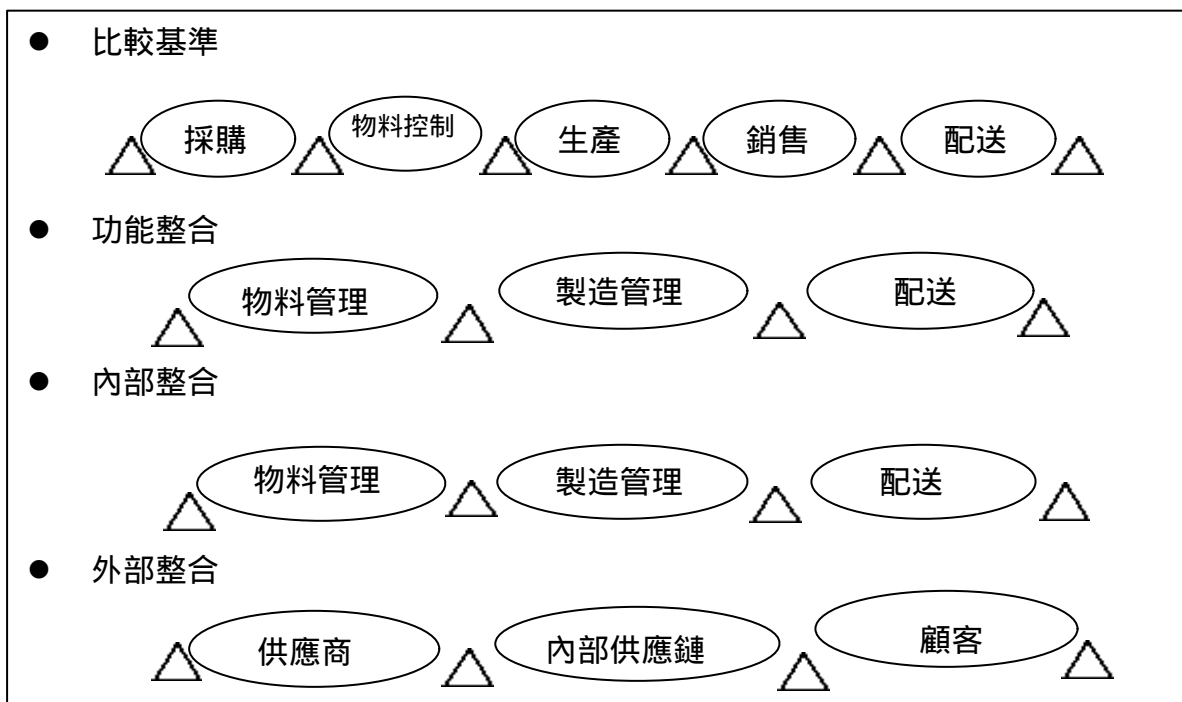 ● 比較基準
採購 物料控制 生產 銷售 配送
● 功能整合
物料管理 製造管理 配送
● 內部整合
物料管理 製造管理 配送
● 外部整合
供應商 內部供應鏈 顧客